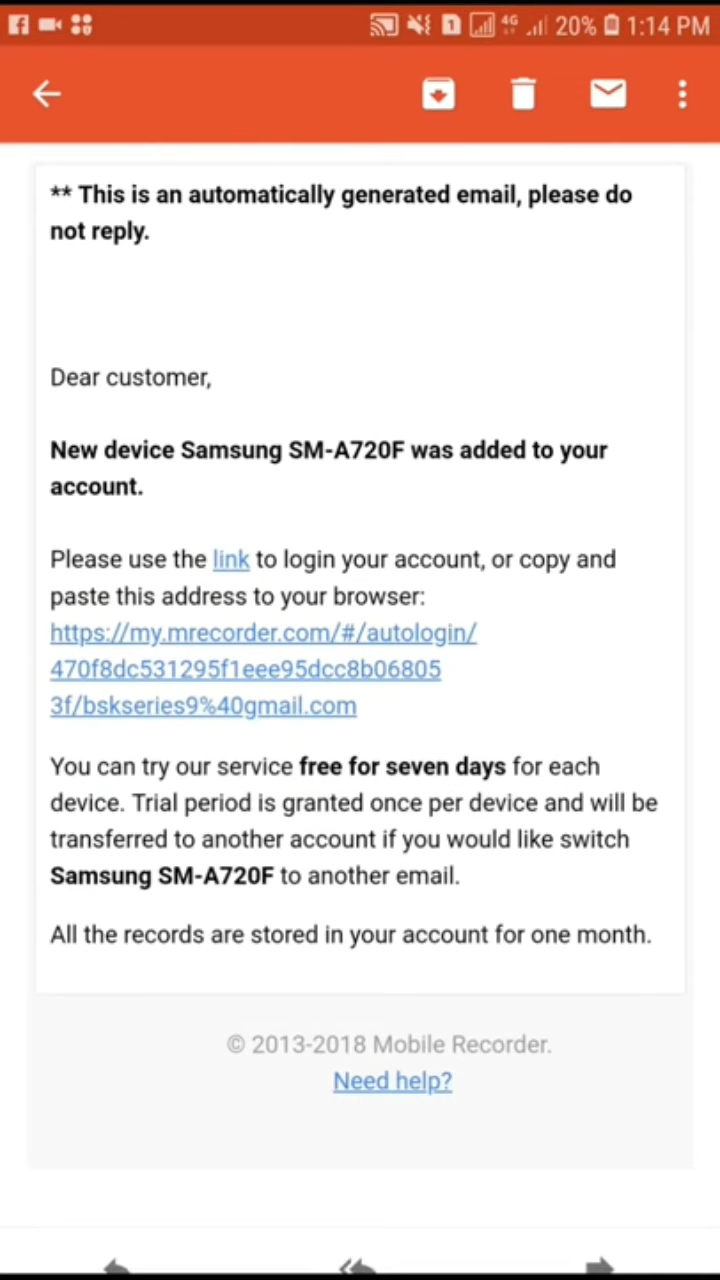 4G 20% 1:14 PM
** This is an automatically generated email, please do
not reply.
Dear customer,
New device Samsung SM-A720F was added to your
account.
Please use the link to login your account, or copy and
paste this address to your browser:
https://my.mrecorder.com/#/autologin/
470f8dc531295f1eee95dcc8b06805
3f/bskseries9%40gmail.com
You can try our service free for seven days for each
device. Trial period is granted once per device and will be
transferred to another account if you would like switch
Samsung SM-A720F to another email.
All the records are stored in your account for one month.
© 2013-2018 Mobile Recorder.
Need help?